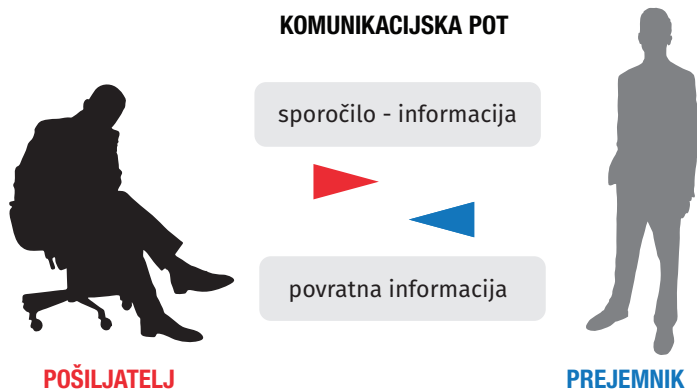 KOMUNIKACIJSKA POT
sporočilo - informacija
povratna informacija
POŠILJATELJ
PREJEMNIK